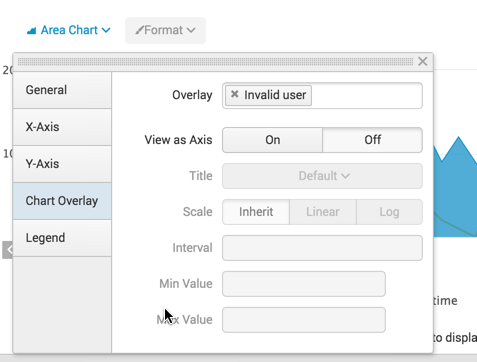 Area Chart
Format
20
General
Overlay
Invalid user
X-Axis
View as Axis
On
Off
Y-Axis
10
Title
Default
Chart Overlay
Scale
Inherit
Linear
Log
Legend
Interval
Min Value
time
Max Value
to displa